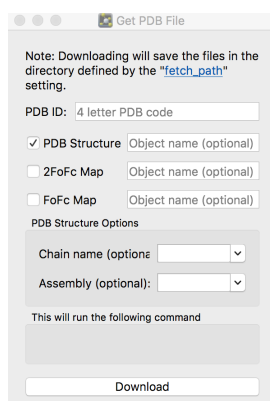 Get PDB File
Note: Downloading will save the files in the
directory defined by the "fetch_path"
setting.
PDB ID: 4 letter PDB code
PDB Structure Object name (optional)
2FoFc Map Object name (optional)
FoFc Map Object name (optional)
PDB Structure Options
Chain name (optiona
Assembly (optional):
This will run the following command
Download